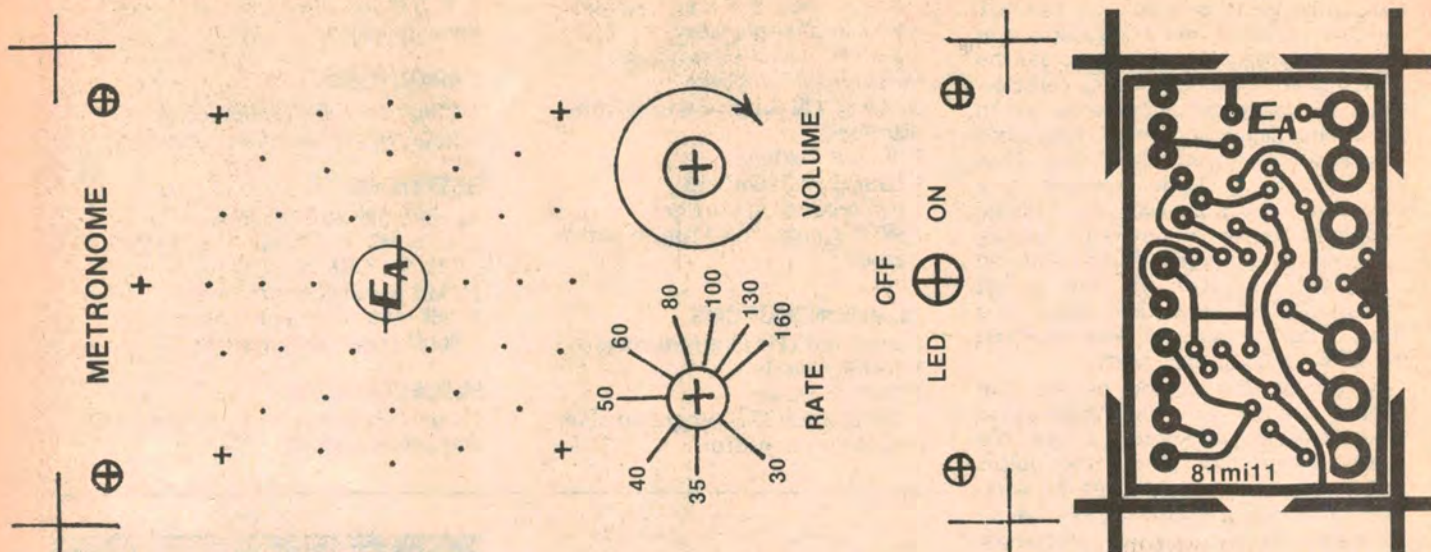 METRONOME
EA
50
60
40
80
35
100
130
30
160
RATE VOLUME
OFF
LED ON
EA
81mi11